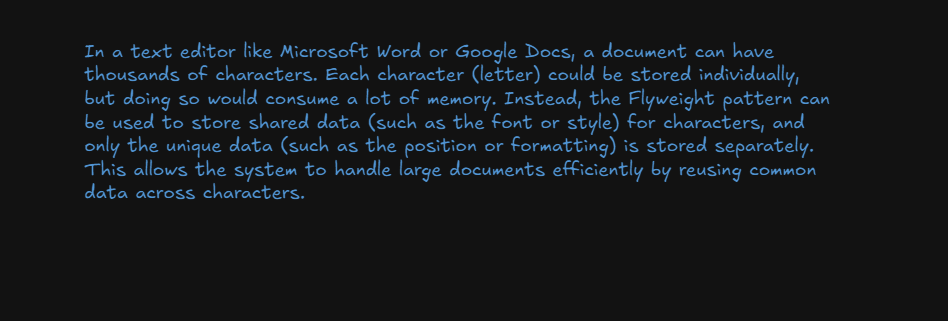 In a text editor like Microsoft Word or Google Docs, a document can have
thousands of characters. Each character (letter) could be stored individually,
but doing so would consume a lot of memory. Instead, the Flyweight pattern can
be used to store shared data (such as the font or style) for characters, and
only the unique data (such as the position or formatting) is stored separately.
This allows the system to handle large documents efficiently by reusing common
data across characters.